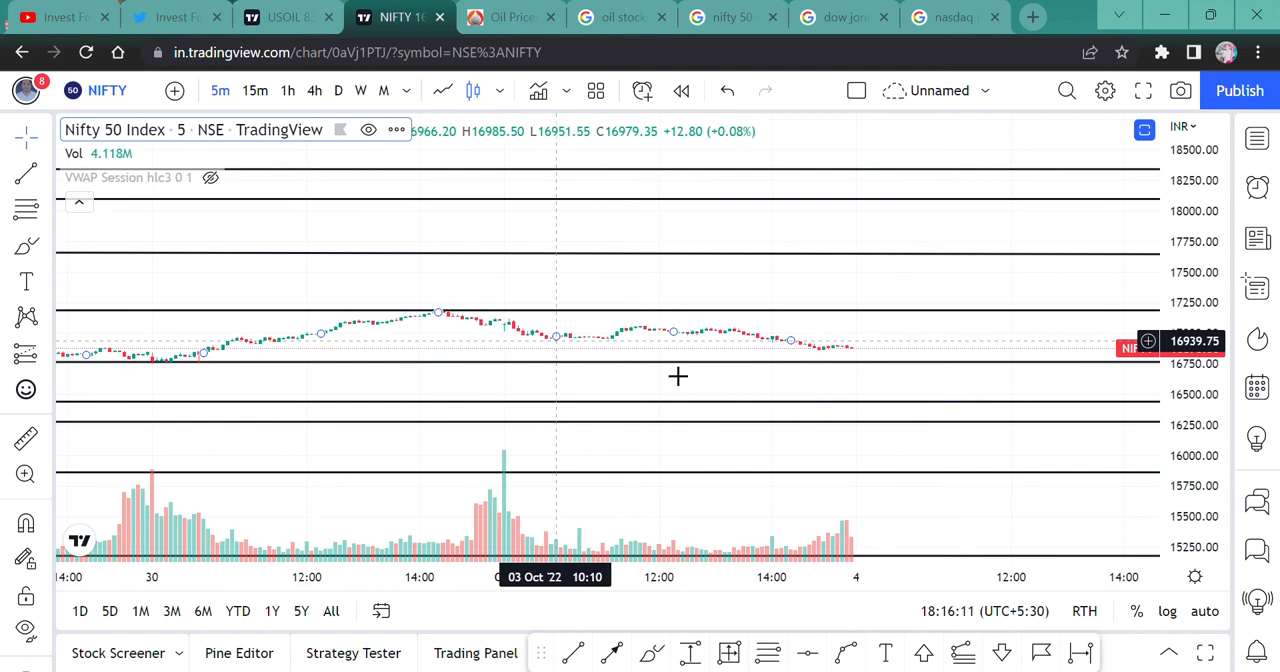 Invest Fo
Invest Fo
USOIL 83
NIFTY 16
Oil Price
oil stock
nifty 50
dow jon
nasdaq
in.tradingview.com/chart/0aVj1PTJ/?symbol=NSE%3ANIFTY
8
50 NIFTY 5m 15m 1h 4h D W M Unnamed Publish
Nifty 50 Index · 5 · NSE · TradingView 6966.20 H16985.50 L16951.55 C16979.35 +12.80 (+0.08%)
INR
Vol 4.118M
VWAP Session hlc3 0 1
18500.00
18250.00
18000.00
17750.00
17500.00
17250.00
16939.75
16750.00
16500.00
16250.00
16000.00
15750.00
15500.00
15250.00
14:00 30 12:00 14:00 03 Oct '22 10:10 12:00 14:00 4 12:00 14:00
1D 5D 1M 3M 6M YTD 1Y 5Y All 18:16:11 (UTC+5:30) RTH % log auto
Stock Screener Pine Editor Strategy Tester Trading Panel